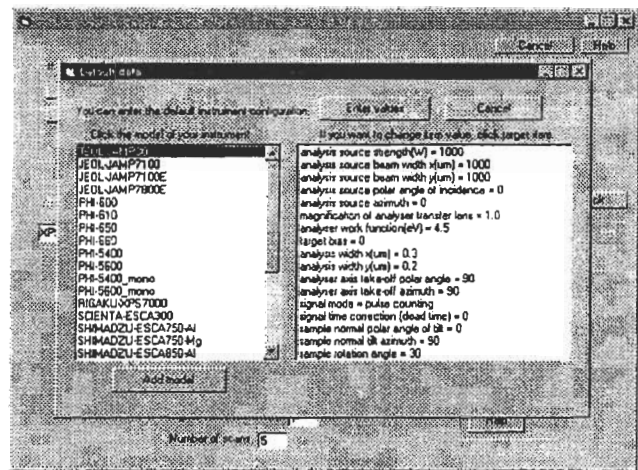 Cancel Help
Default data
You can enter the default instrument configuration. Enter values Cancel
Click the model of your instrument
If you want to change item value, click target item.
JEOL-JAMP7100
JEOL-JAMP7100E
JEOL-JAMP7800E
PHI-600
PHI-610
PHI-650
PHI-660
PHI-5400
PHI-5600
PHI-5400_mono
PHI-5600_mono
RIGAKU-XPS7000
SCIENTA-ESCA300
SHIMADZU-ESCA750-Al
SHIMADZU-ESCA750-Mg
SHIMADZU-ESCA850-Al
analysis source strength(W) = 1000
analysis source beam width x(um) = 1000
analysis source beam width y(um) = 1000
analysis source polar angle of incidence = 0
analysis source azimuth = 0
magnification of analyser transfer lens = 1.0
analyser work function(eV) = 4.5
target bias = 0
analysis width x(um) = 0.3
analysis width y(um) = 0.2
analyser axis take-off polar angle = 90
analyser axis take-off azimuth = 90
signal mode = pulse counting
signal time correction (dead time) = 0
sample normal polar angle of tilt = 0
sample normal tilt azimuth = 90
sample rotation angle = 30
Add model
XP
Number of scans 5
Help